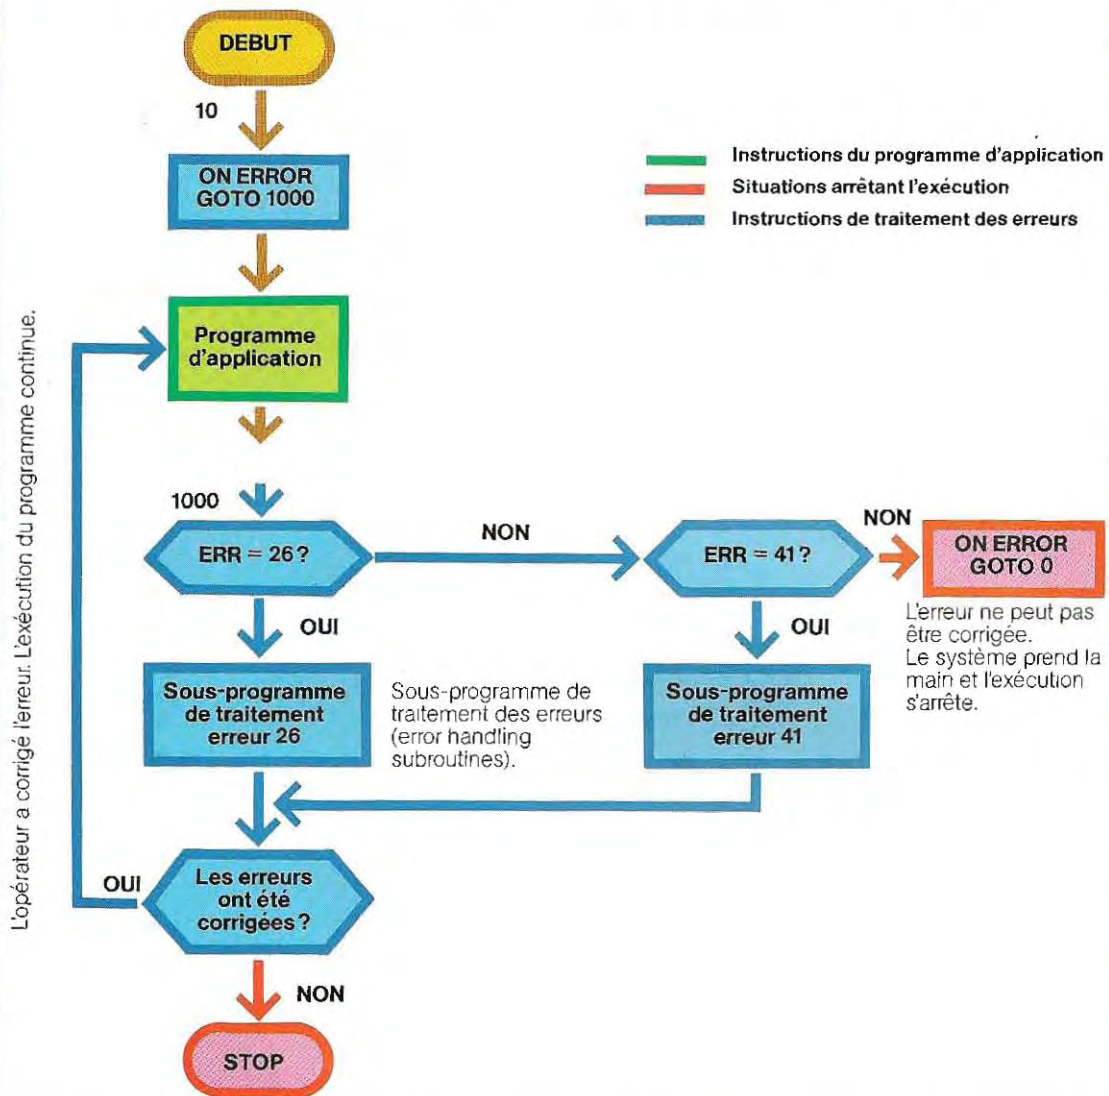 DEBUT
10
ON ERROR
GOTO 1000
Instructions du programme d'application
Situations arrêtant l'exécution
Instructions de traitement des erreurs
Programme
d'application
L'opérateur a corrigé l'erreur. L'exécution du programme continue.
1000
ERR = 26?
NON
ERR = 41?
NON
ON ERROR
GOTO 0
L'erreur ne peut pas
être corrigée.
Le système prend la
main et l'exécution
s'arrête.
OUI
OUI
Sous-programme
de traitement
erreur 26
Sous-programme de
traitement des erreurs
(error handling
subroutines).
Sous-programme
de traitement
erreur 41
OUI
Les erreurs
ont été
corrigées?
NON
STOP